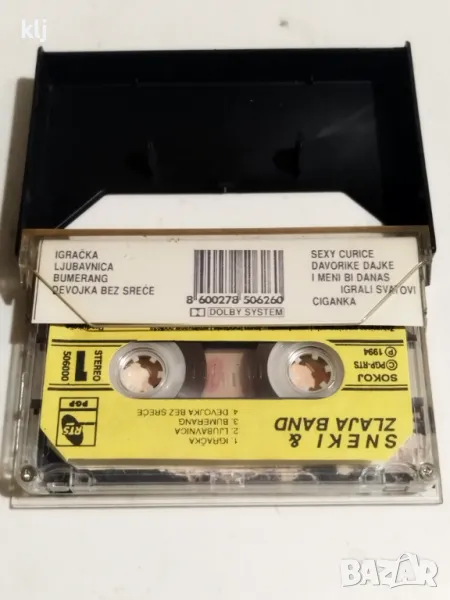 klj
IGRAČKA
LJUBAVNICA
BUMERANG
DEVOJKA BEZ SREĆE
8 600278 506260
DOLBY SYSTEM
SEXY CURICE
DAVORIKE DAJKE
I MENI BI DANAS
IGRALI SVATOVI
CIGANKA
SNEKI &
ZLAJA BAND
1. IGRAČKA
2. LJUBAVNICA
3. BUMERANG
4. DEVOJKA BEZ SREĆE
RTS
PGP
SOKOJ
© PGP-RTS
℗ 1994
1
STEREO
506000
BAZAR